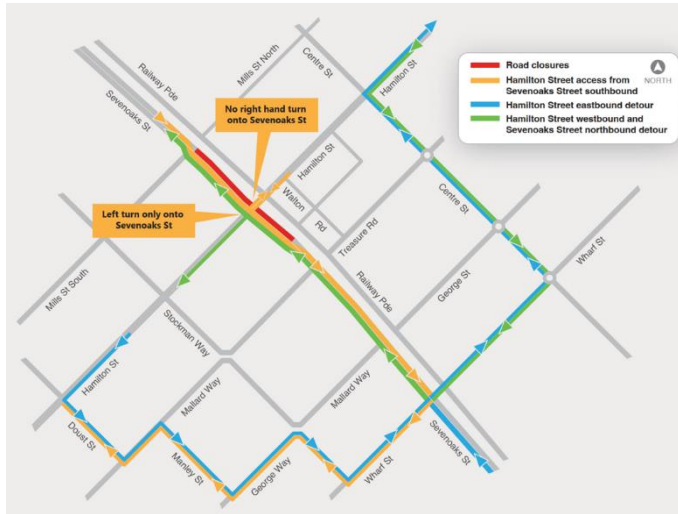 Mills St North
Centre St
Railway Pde
Sevenoaks St
Hamilton St
Road closures
Hamilton Street access from
Sevenoaks Street southbound
Hamilton Street eastbound detour
Hamilton Street westbound and
Sevenoaks Street northbound detour
NORTH
No right hand turn
onto Sevenoaks St
Hamilton St
Walton
Rd
Left turn only onto
Sevenoaks St
Treasure Rd
Centre St
Wharf St
Mills St South
Railway Pde
George St
Stockman Way
Hamilton St
Mallard Way
Mallard Way
Doust St
Manley St
George Way
Wharf St
Sevenoaks St